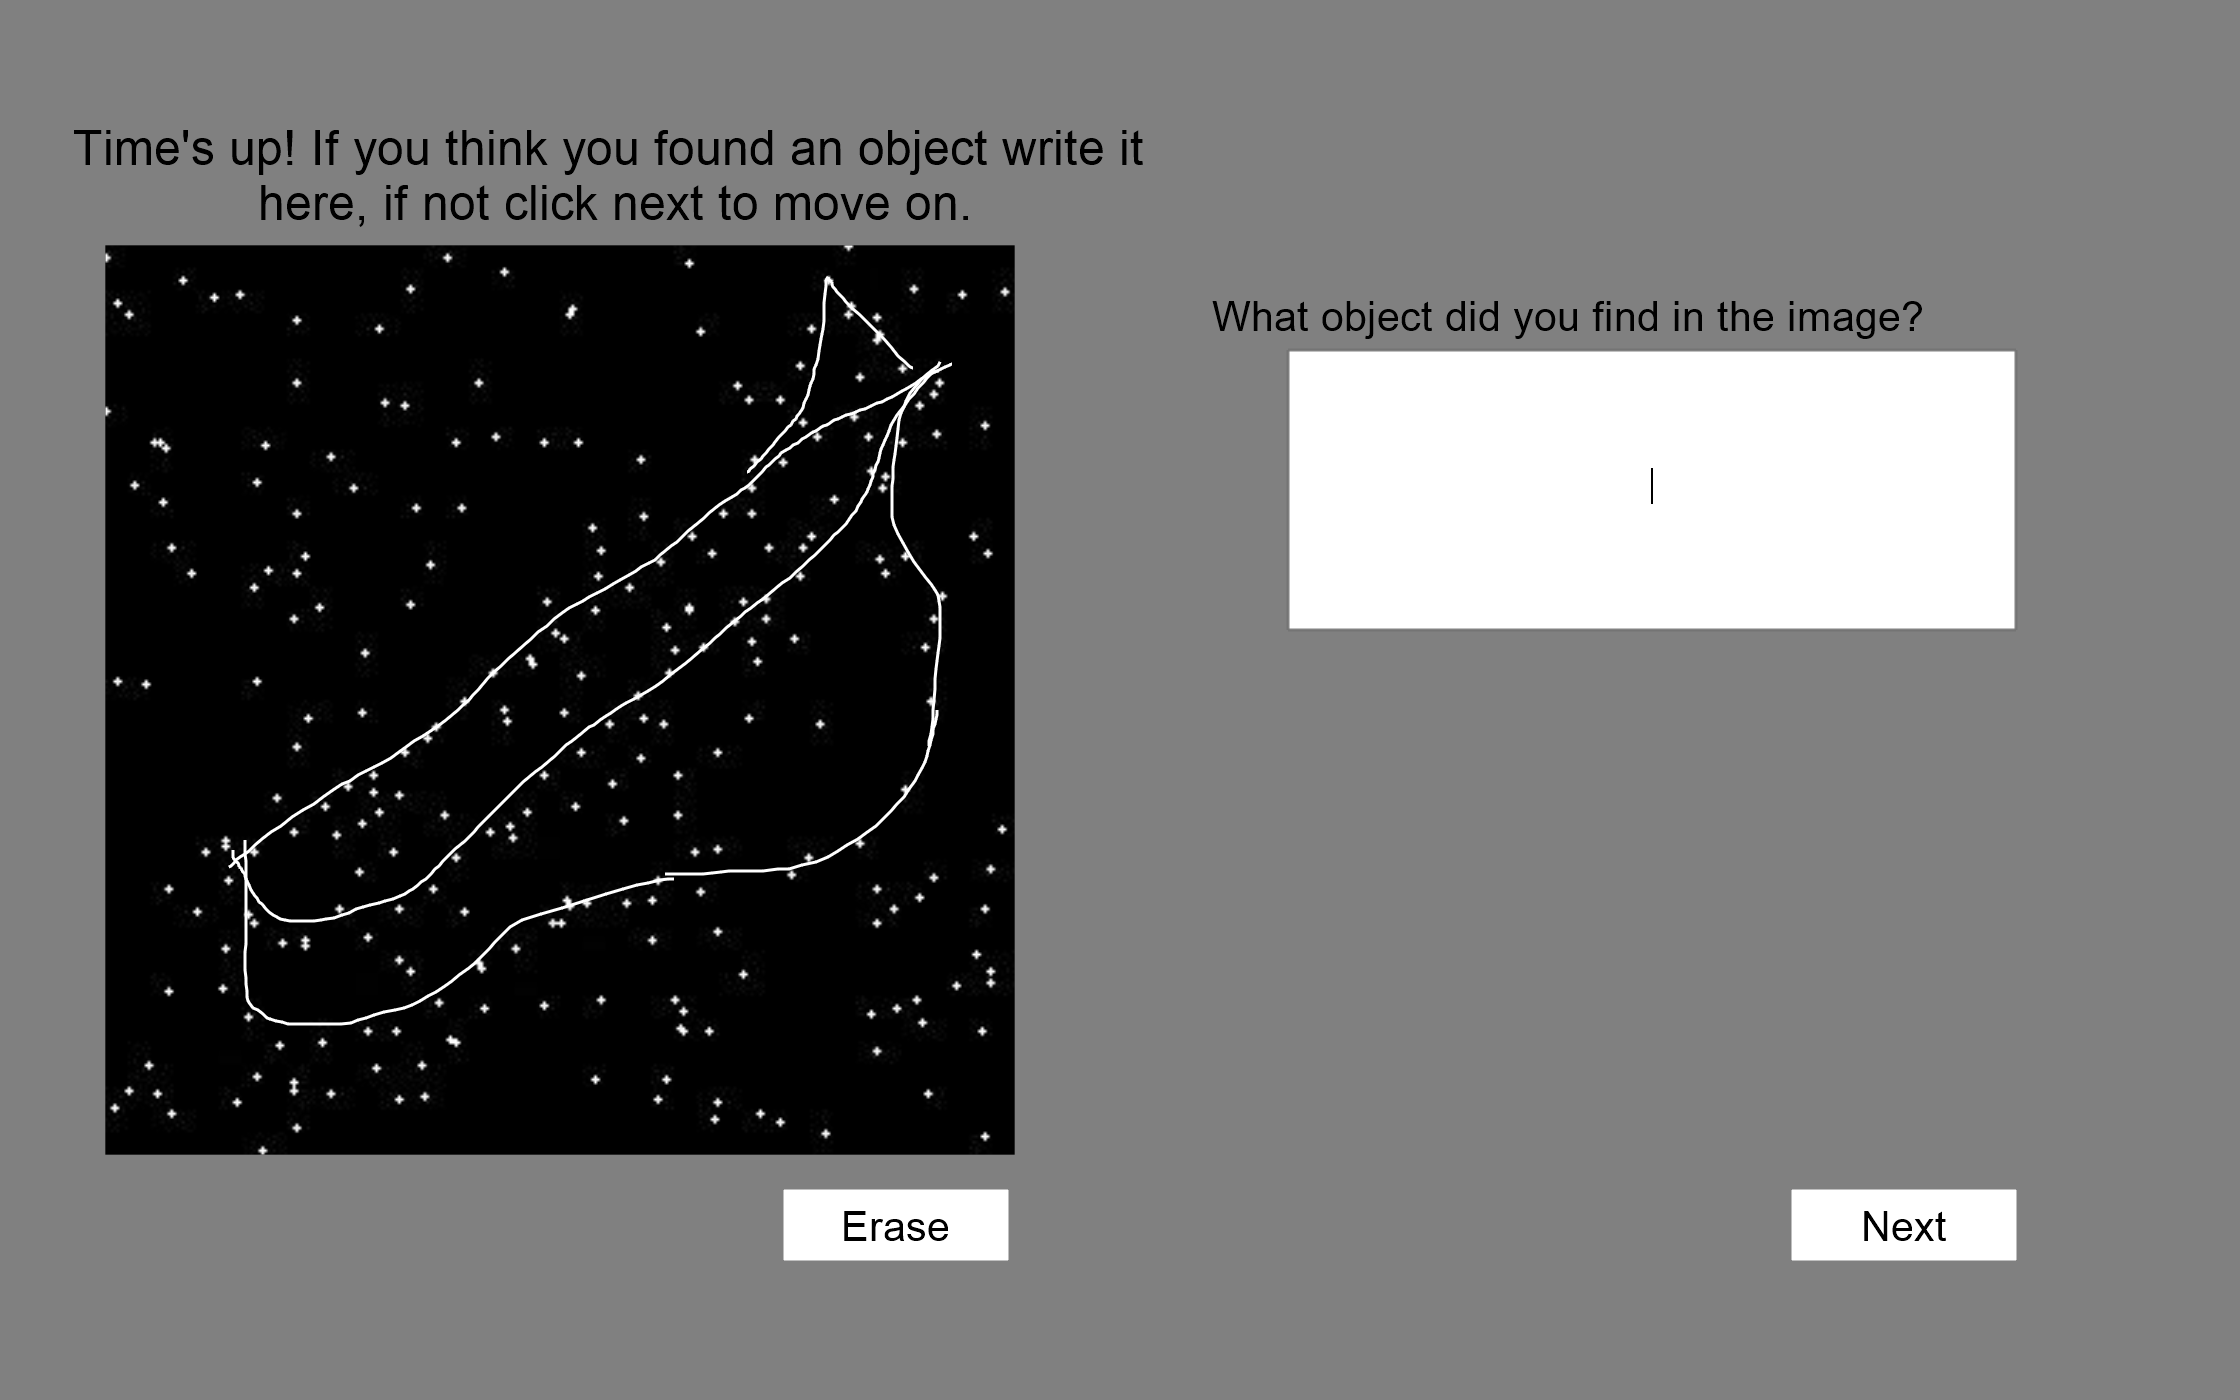 Time's up! If you think you found an object write it
here, if not click next to move on.
What object did you find in the image?
Erase
Next